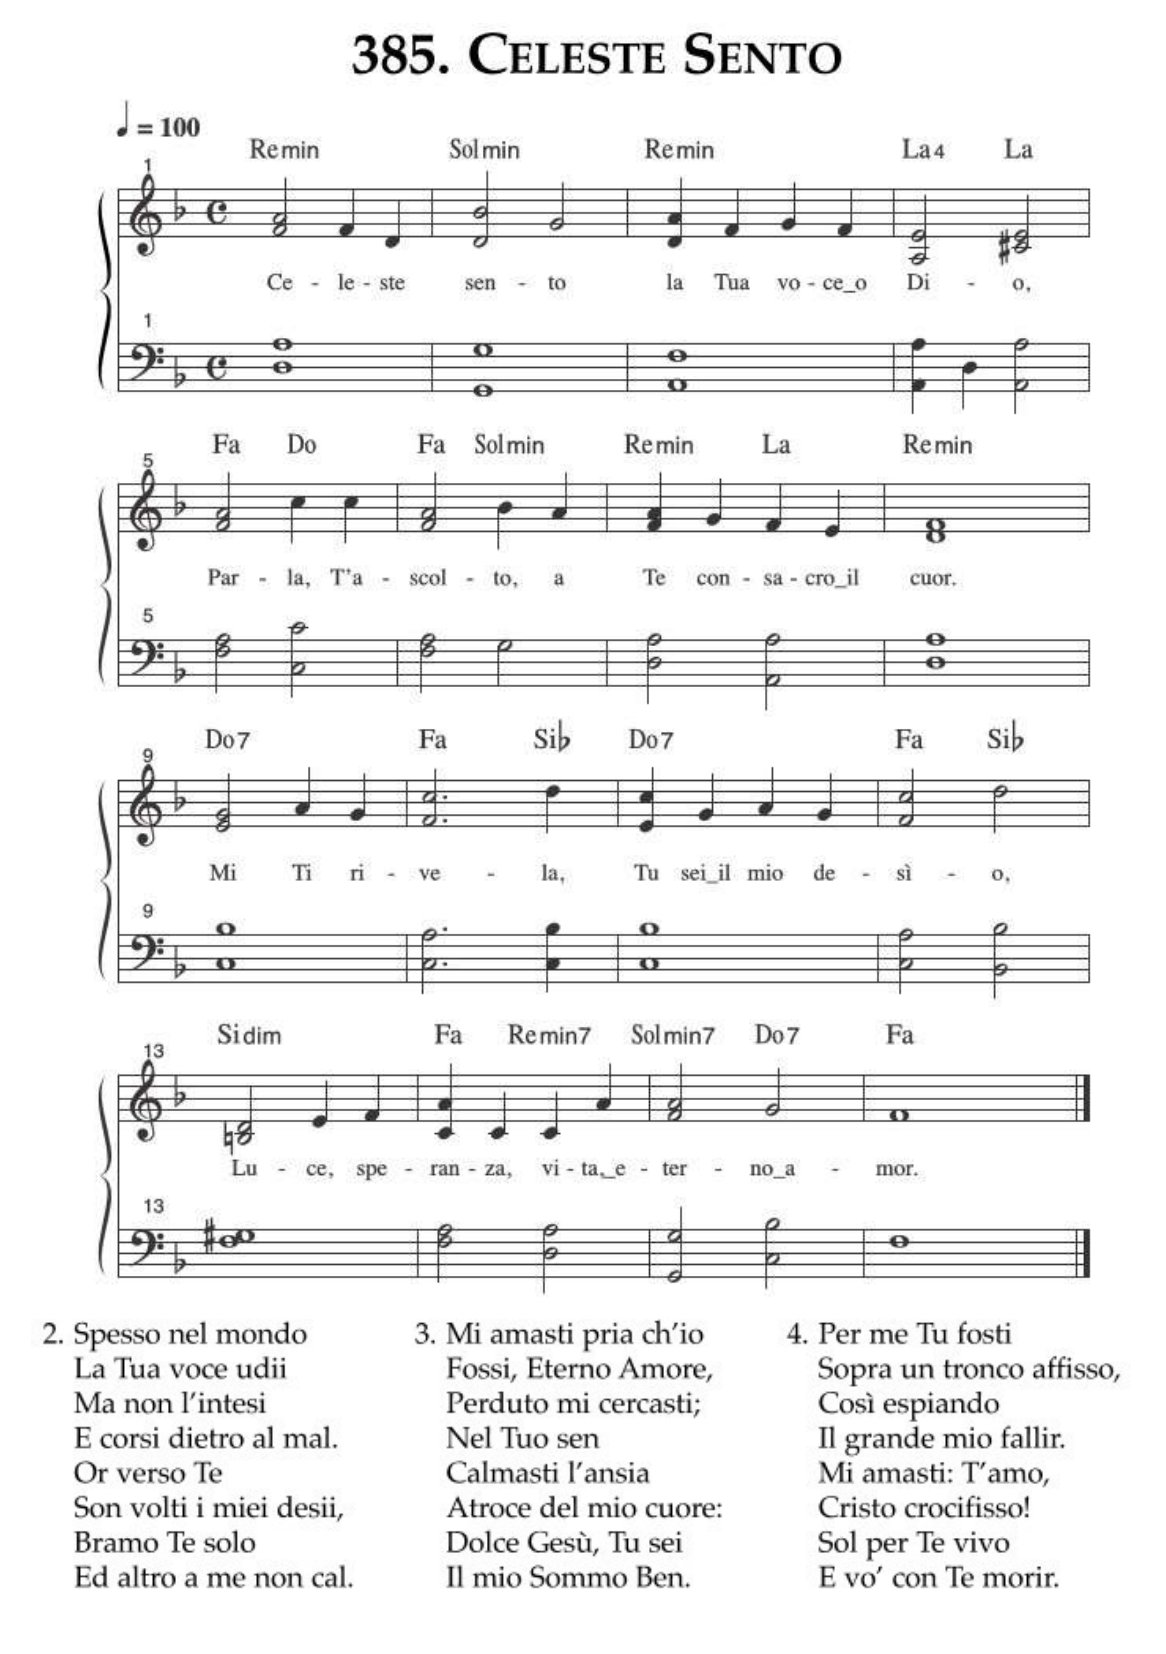 385. CELESTE SENTO
♩ = 100
Remin Solmin Remin La4 La
1
Ce - le - ste sen - to la Tua vo - ce_o Di - o,
1
Fa Do Fa Solmin Remin La Remin
5
Par - la, T'a - scol - to, a Te con - sa - cro_il cuor.
5
Do7 Fa Si♭ Do7 Fa Si♭
9
Mi Ti ri - ve - la, Tu sei_il mio de - sì - o,
9
Sidim Fa Remin7 Solmin7 Do7 Fa
13
Lu - ce, spe - ran - za, vi - ta,_e - ter - no_a - mor.
13
2. Spesso nel mondo
La Tua voce udii
Ma non l'intesi
E corsi dietro al mal.
Or verso Te
Son volti i miei desii,
Bramo Te solo
Ed altro a me non cal.
3. Mi amasti pria ch'io
Fossi, Eterno Amore,
Perduto mi cercasti;
Nel Tuo sen
Calmasti l'ansia
Atroce del mio cuore:
Dolce Gesù, Tu sei
Il mio Sommo Ben.
4. Per me Tu fosti
Sopra un tronco affisso,
Così espiando
Il grande mio fallir.
Mi amasti: T'amo,
Cristo crocifisso!
Sol per Te vivo
E vo' con Te morir.